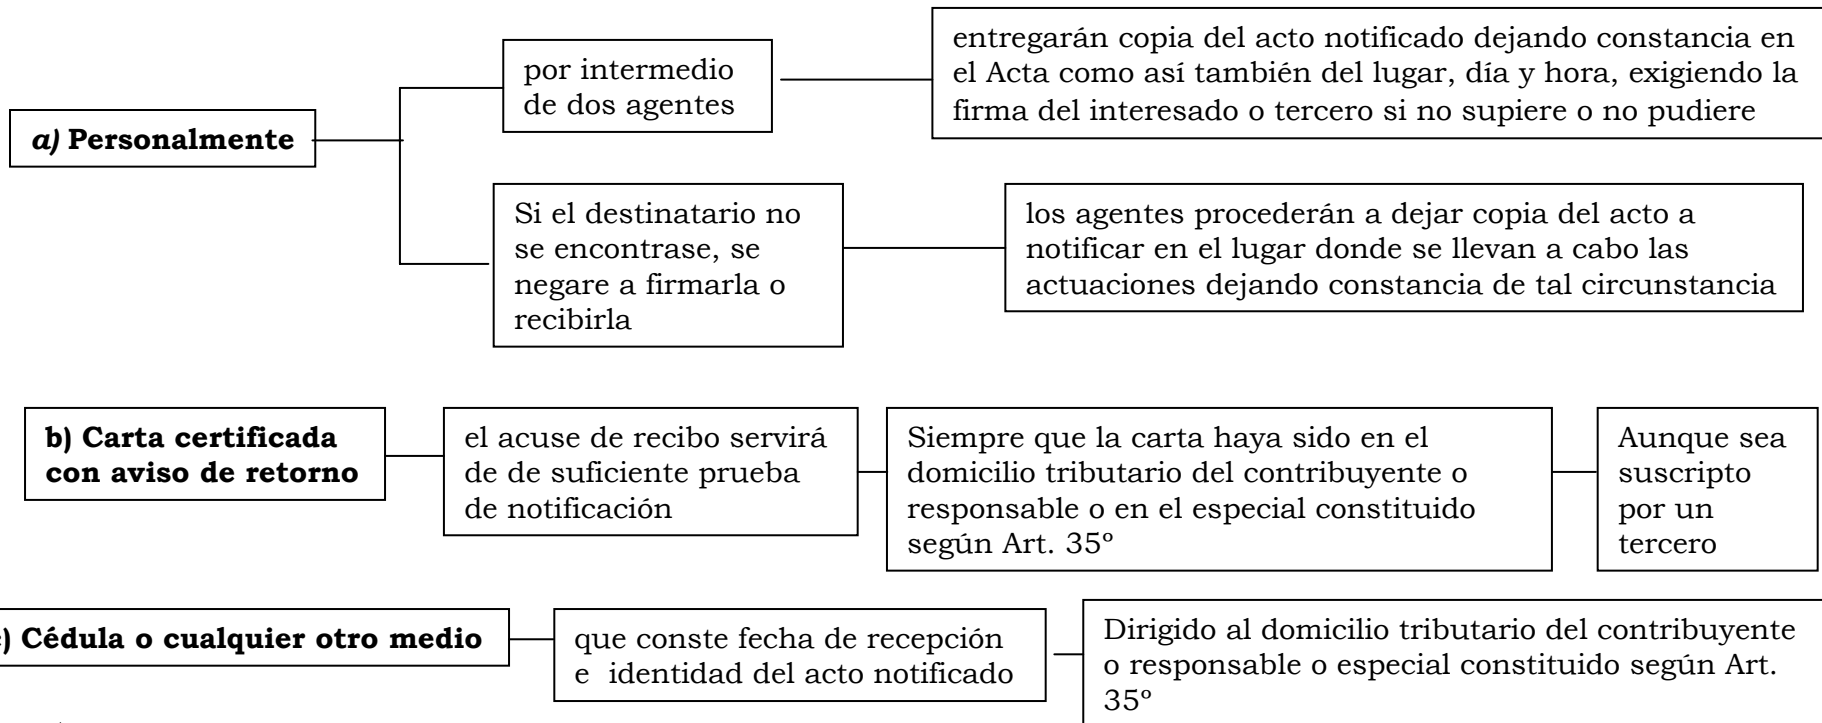 a) Personalmente
por intermedio
de dos agentes
entregarán copia del acto notificado dejando constancia en
el Acta como así también del lugar, día y hora, exigiendo la
firma del interesado o tercero si no supiere o no pudiere
Si el destinatario no
se encontrase, se
negare a firmarla o
recibirla
los agentes procederán a dejar copia del acto a
notificar en el lugar donde se llevan a cabo las
actuaciones dejando constancia de tal circunstancia
b) Carta certificada
con aviso de retorno
el acuse de recibo servirá
de de suficiente prueba
de notificación
Siempre que la carta haya sido en el
domicilio tributario del contribuyente o
responsable o en el especial constituido
según Art. 35º
Aunque sea
suscripto
por un
tercero
) Cédula o cualquier otro medio
que conste fecha de recepción
e identidad del acto notificado
Dirigido al domicilio tributario del contribuyente
o responsable o especial constituido según Art.
35º